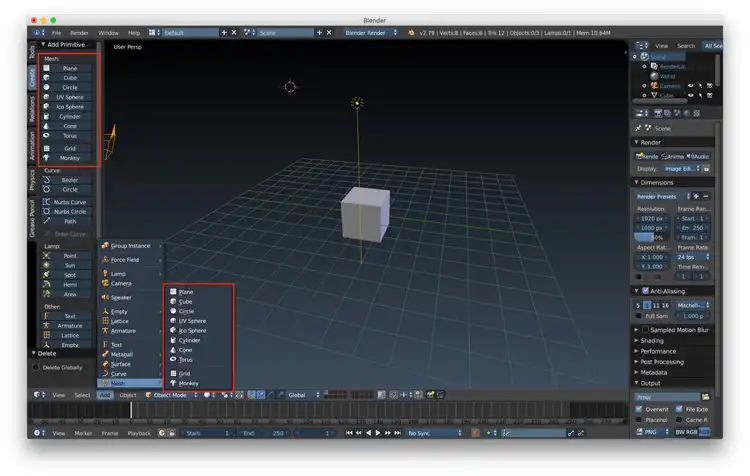 Blender
File Render Window Help Default Scene Blender Render v2.79 | Verts:8 | Faces:6 | Tris:12 | Objects:0/3 | Lamps:0/1 | Mem:10.64M
Tools
Create
Relations
Animation
Physics
Grease Pencil
Add Primitive
Mesh:
Plane
Cube
Circle
UV Sphere
Ico Sphere
Cylinder
Cone
Torus
Grid
Monkey
Curve:
Bezier
Circle
Nurbs Curve
Nurbs Circle
Path
Draw Curve
Lamp:
Point
Sun
Spot
Hemi
Area
Other:
Text
Armature
Lattice
Empty
Delete
Delete Globally
User Persp
Group Instance
Force Field
Lamp
Camera
Speaker
Empty
Lattice
Armature
Text
Metaball
Surface
Curve
Mesh
Plane
Cube
Circle
UV Sphere
Ico Sphere
Cylinder
Cone
Torus
Grid
Monkey
View Select Add Object Object Mode Global
View Search All Sce
Scene
RenderLa
World
Camera
Cube
Scene
Render
Rende Anima Audio
Display: Image Edi...
Dimensions
Render Presets
Resolution: Frame Ran...
1920 px Start: 1
1080 px En: 250
50% Fram: 1
Aspect Rat... Frame Rate:
X: 1.000 24 fps
Y: 1.000 Time Rem...
Anti-Aliasing
5 8 11 16 Mitchell-...
Full Sam 1.000 p
Sampled Motion Blur
Shading
Performance
Post Processing
Metadata
Output
/tmp/
Overwrit File Exte
Placehol Cache R
PNG BW RGB
View Marker Frame Playback Start: 1 End: 250 1 No Sync